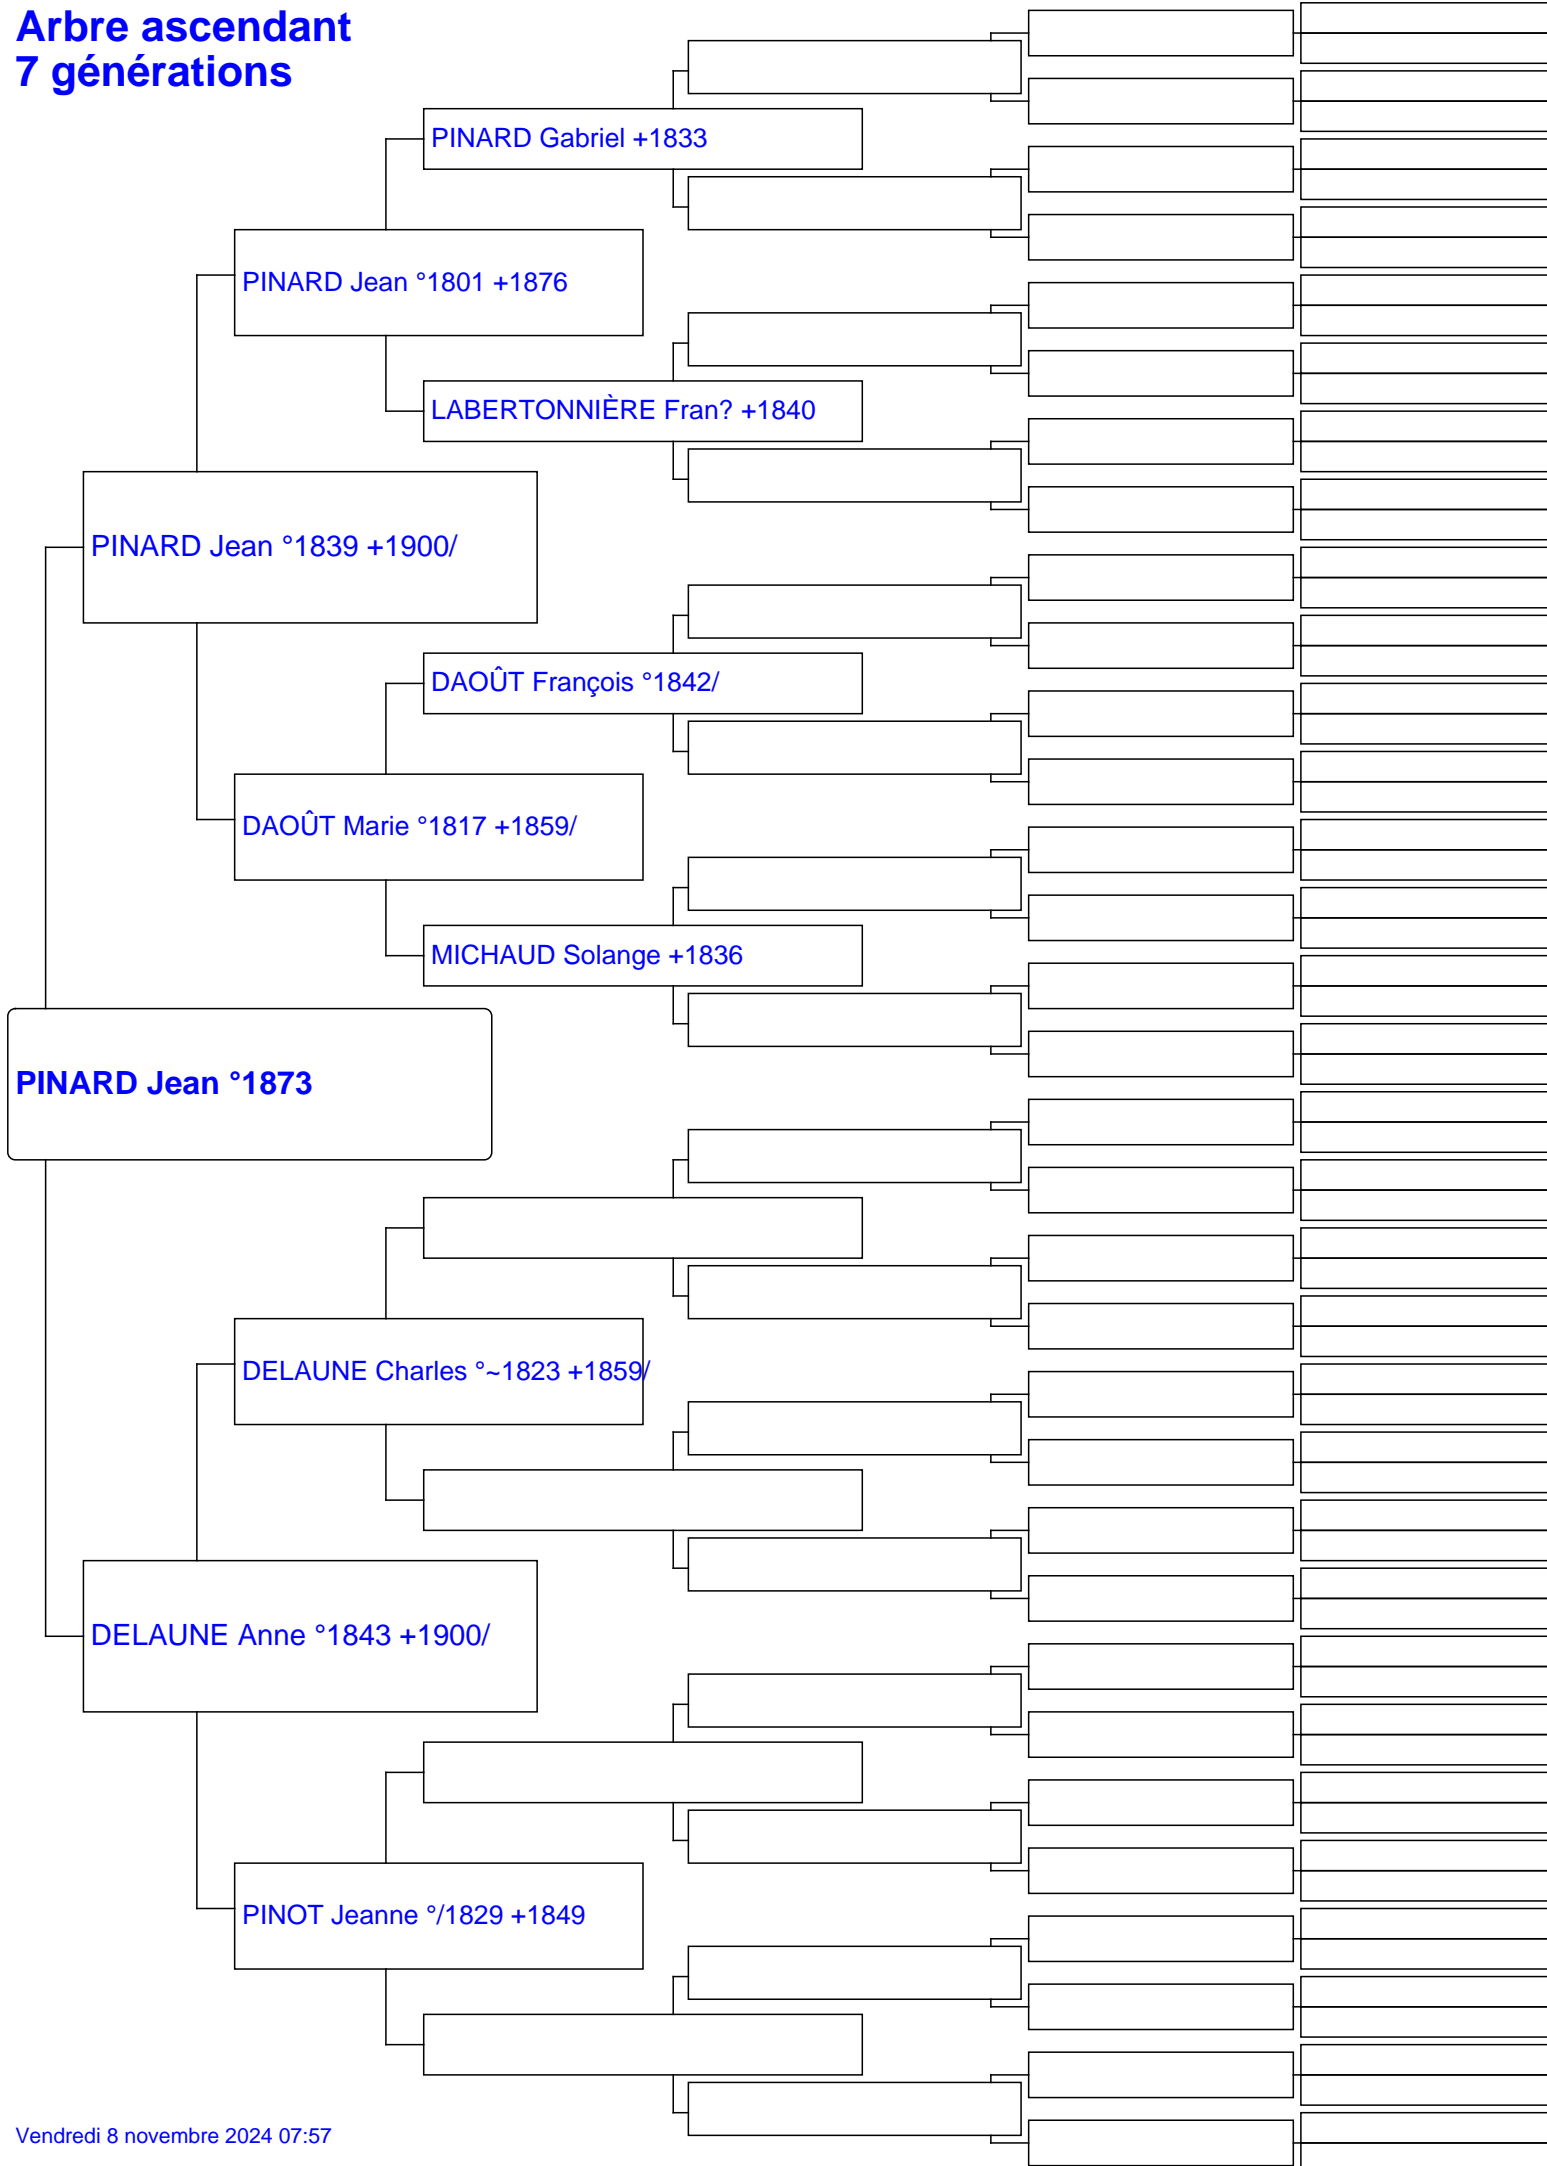 Arbre ascendant
7 générations
PINARD Gabriel +1833
PINARD Jean °1801 +1876
LABERTONNIÈRE Fran? +1840
PINARD Jean °1839 +1900/
DAOÛT François °1842/
DAOÛT Marie °1817 +1859/
MICHAUD Solange +1836
PINARD Jean °1873
DELAUNE Charles °~1823 +1859/
DELAUNE Anne °1843 +1900/
PINOT Jeanne °/1829 +1849
Vendredi 8 novembre 2024 07:57